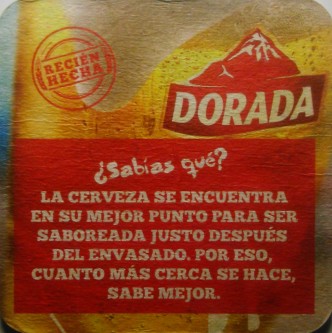 RECIÉN
HECHA
DORADA
¿Sabías qué?
LA CERVEZA SE ENCUENTRA
EN SU MEJOR PUNTO PARA SER
SABOREADA JUSTO DESPUÉS
DEL ENVASADO. POR ESO,
CUANTO MÁS CERCA SE HACE,
SABE MEJOR.